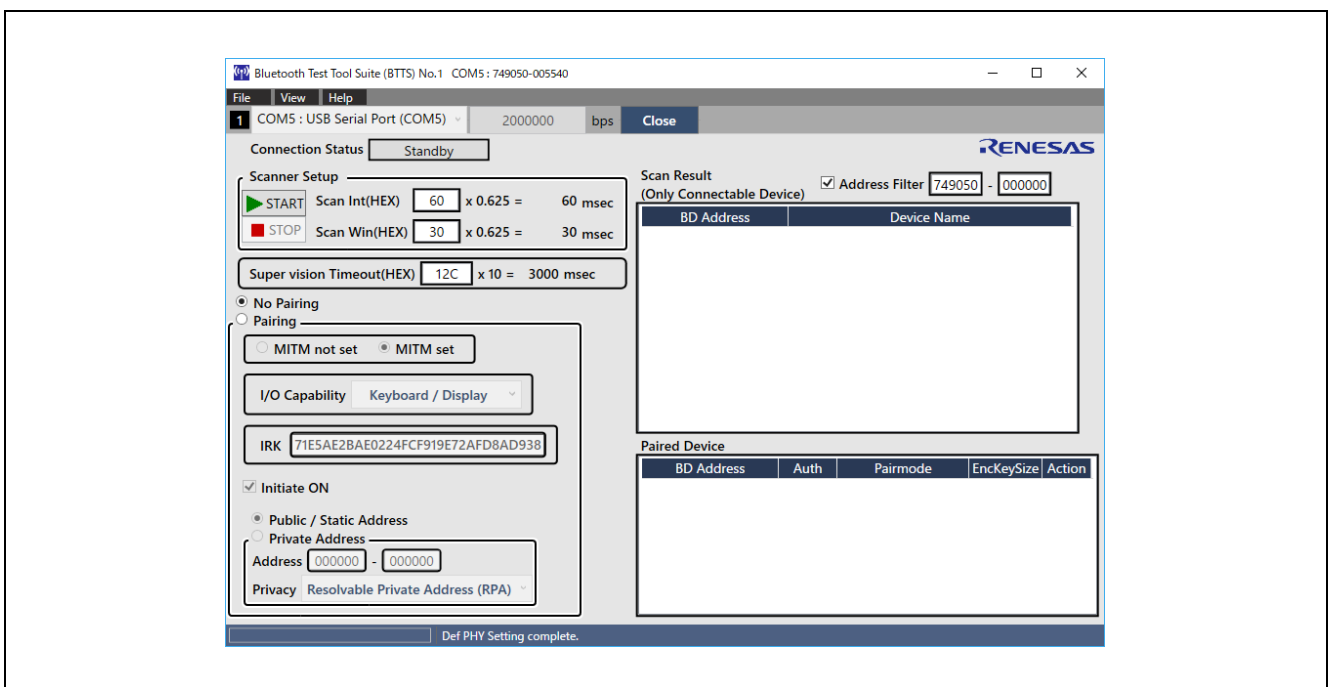 Bluetooth Test Tool Suite (BTTS) No.1 COM5 : 749050-005540
File View Help
1 COM5 : USB Serial Port (COM5) 2000000 bps Close
Connection Status Standby
RENESAS
Scanner Setup
START Scan Int(HEX) 60 x 0.625 = 60 msec
STOP Scan Win(HEX) 30 x 0.625 = 30 msec
Super vision Timeout(HEX) 12C x 10 = 3000 msec
No Pairing
Pairing
MITM not set MITM set
I/O Capability Keyboard / Display
IRK 71E5AE2BAE0224FCF919E72AFD8AD938
Initiate ON
Public / Static Address
Private Address
Address 000000 - 000000
Privacy Resolvable Private Address (RPA)
Scan Result
(Only Connectable Device)
Address Filter 749050 - 000000
BD Address Device Name
Paired Device
BD Address Auth Pairmode EncKeySize Action
Def PHY Setting complete.